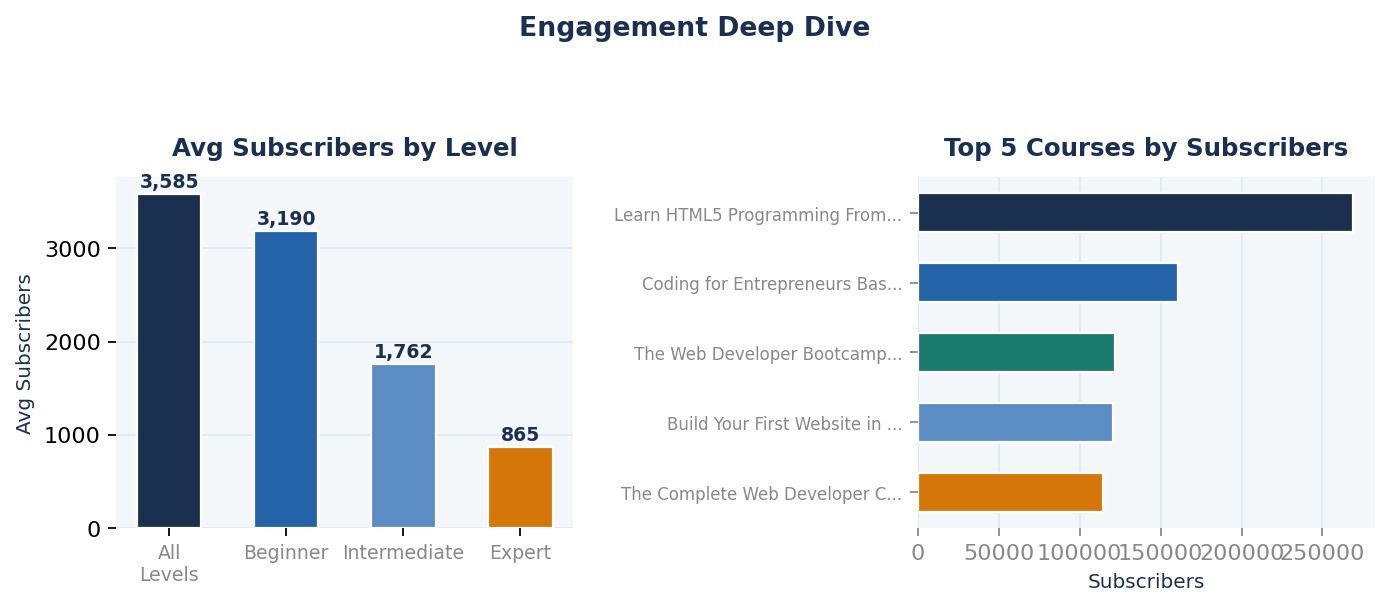 Engagement Deep Dive
Avg Subscribers by Level
3,585
3,190
1,762
865
Avg Subscribers
3000
2000
1000
0
All
Levels
Beginner
Intermediate
Expert
Top 5 Courses by Subscribers
Learn HTML5 Programming From...
Coding for Entrepreneurs Bas...
The Web Developer Bootcamp...
Build Your First Website in ...
The Complete Web Developer C...
0 50000 100000 150000 200000 250000
Subscribers